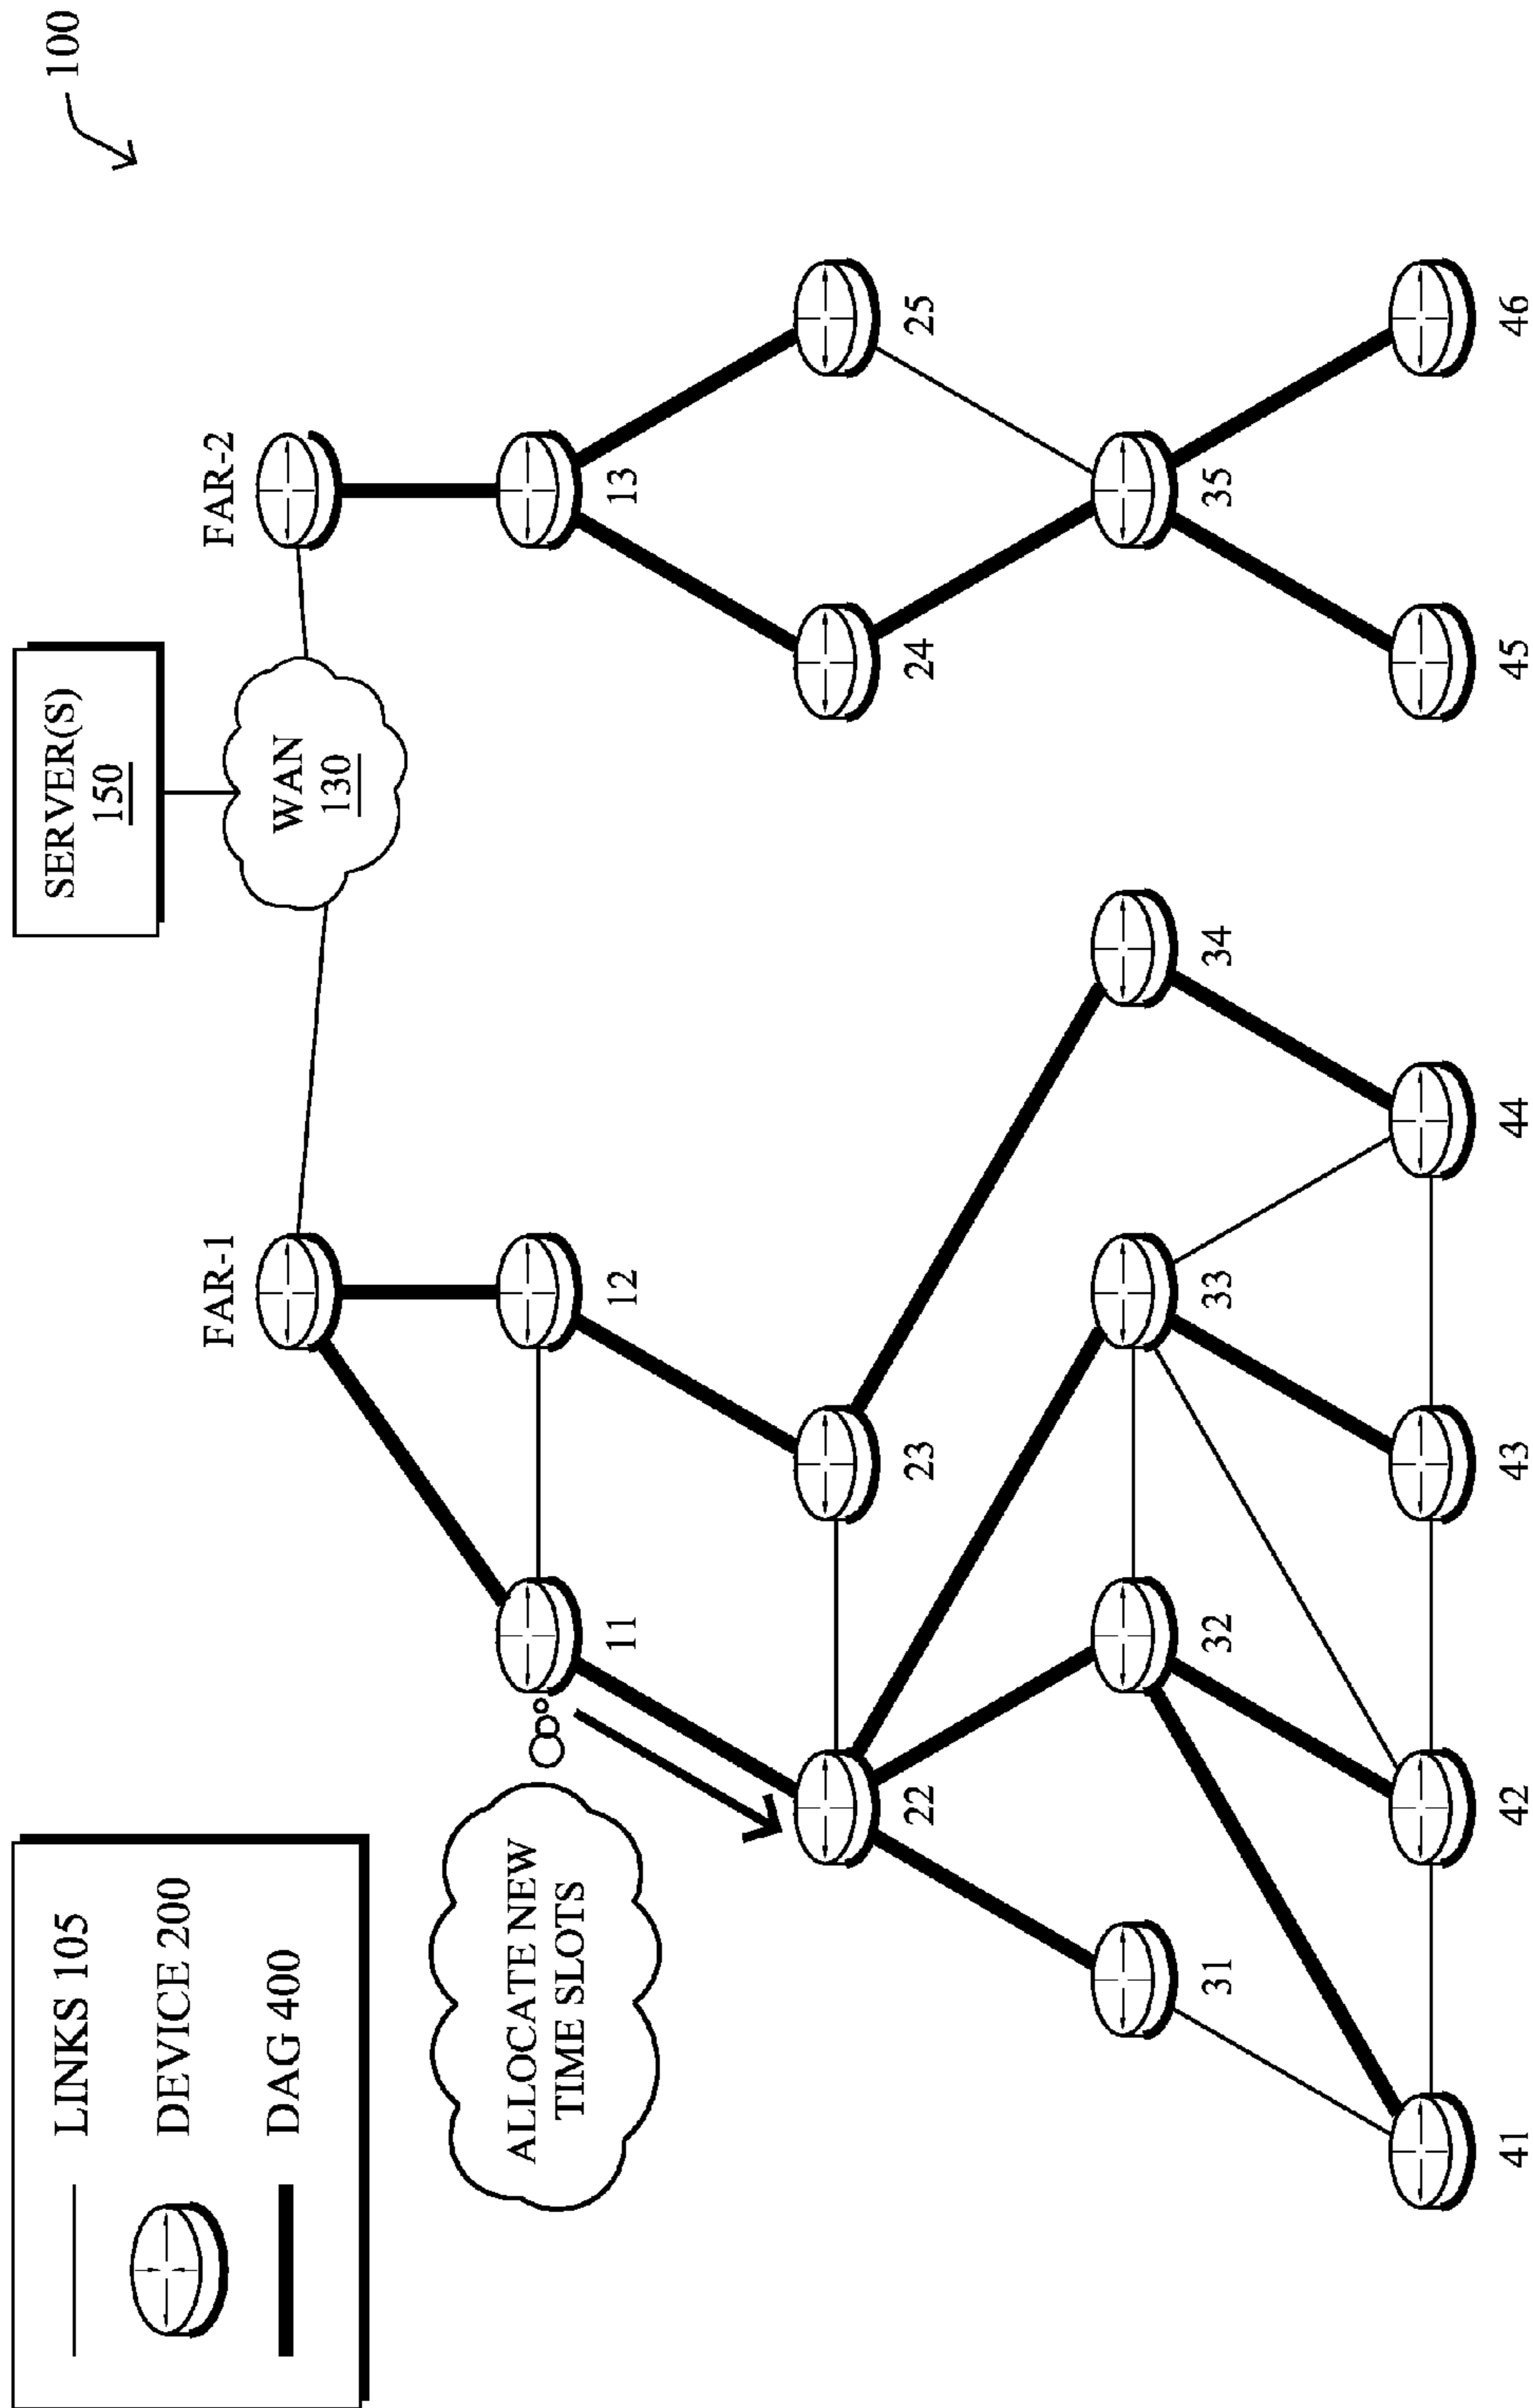 100
SERVER(S)
150
WAN
130
FAR-1
FAR-2
LINKS 105
DEVICE 200
DAG 400
ALLOCATE NEW
TIME SLOTS
11
12
13
22
23
24
25
31
32
33
34
35
41
42
43
44
45
46